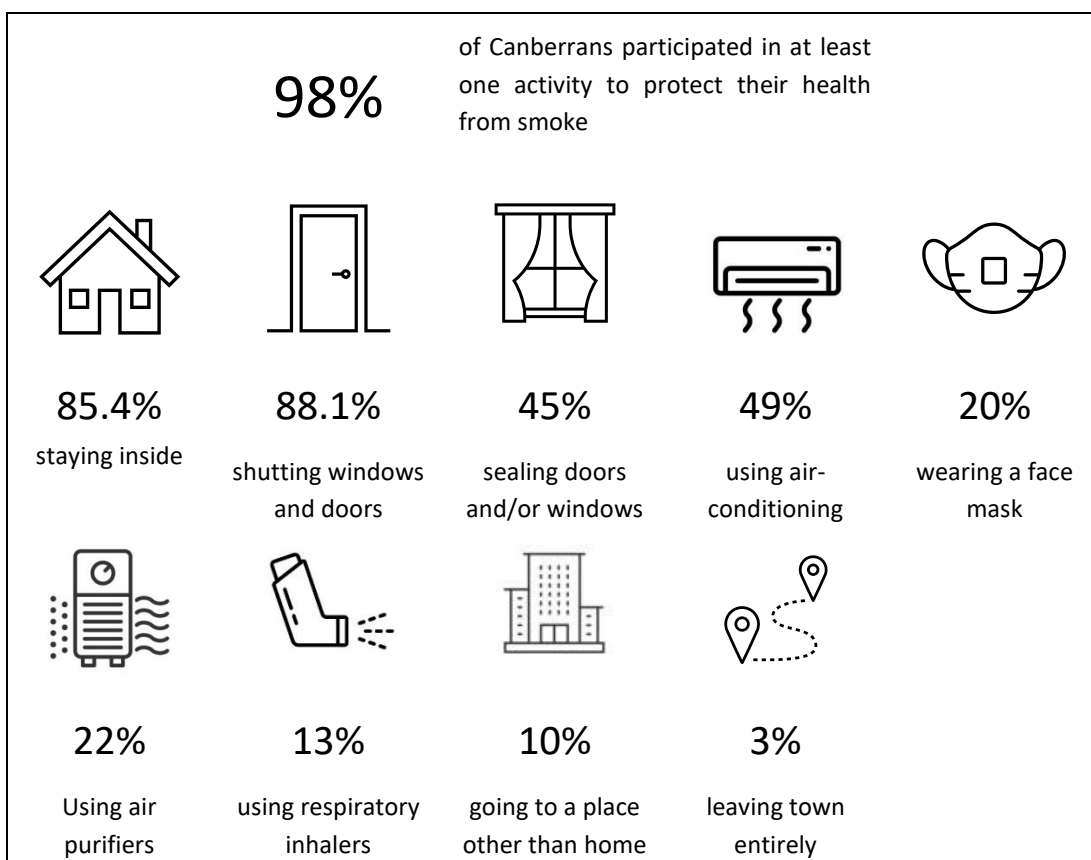 98%
of Canberrans participated in at least
one activity to protect their health
from smoke
85.4%
staying inside
88.1%
shutting windows
and doors
45%
sealing doors
and/or windows
49%
using air-
conditioning
20%
wearing a face
mask
22%
Using air
purifiers
13%
using respiratory
inhalers
10%
going to a place
other than home
3%
leaving town
entirely